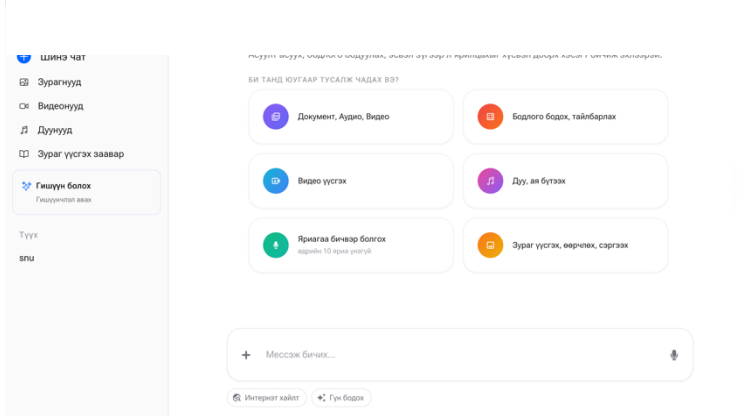 Шинэ чат
Зурагнууд
Видеонууд
Дуунууд
Зураг үүсгэх заавар
Гишүүн болох
Гишүүнчлэл авах
Түүх
snu
БИ ТАНД ЮУГААР ТУСАЛЖ ЧАДАХ ВЭ?
Документ, Аудио, Видео
Бодлого бодох, тайлбарлах
Видео үүсгэх
Дуу, ая бүтээх
Яриагаа бичвэр болгох
өдрийн 10 яриа үнэгүй
Зураг үүсгэх, өөрчлөх, сэргээх
Мессэж бичих...
Интернэт хайлт
Гүн бодох